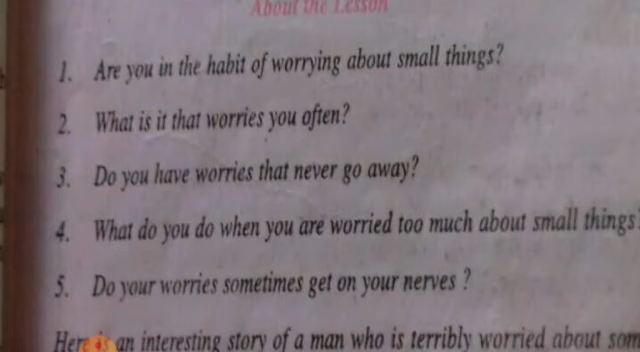 About the Lesson
1. Are you in the habit of worrying about small things?
2. What is it that worries you often?
3. Do you have worries that never go away?
4. What do you do when you are worried too much about small things?
5. Do your worries sometimes get on your nerves ?
Here is an interesting story of a man who is terribly worried about som